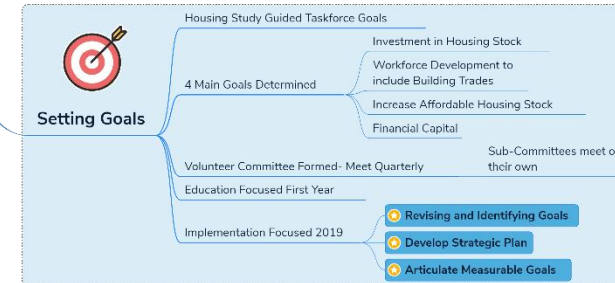 Setting Goals
Housing Study Guided Taskforce Goals
4 Main Goals Determined
Investment in Housing Stock
Workforce Development to
include Building Trades
Increase Affordable Housing Stock
Financial Capital
Volunteer Committee Formed- Meet Quarterly
Sub-Committees meet
their own
Education Focused First Year
Implementation Focused 2019
Revising and Identifying Goals
Develop Strategic Plan
Articulate Measurable Goals